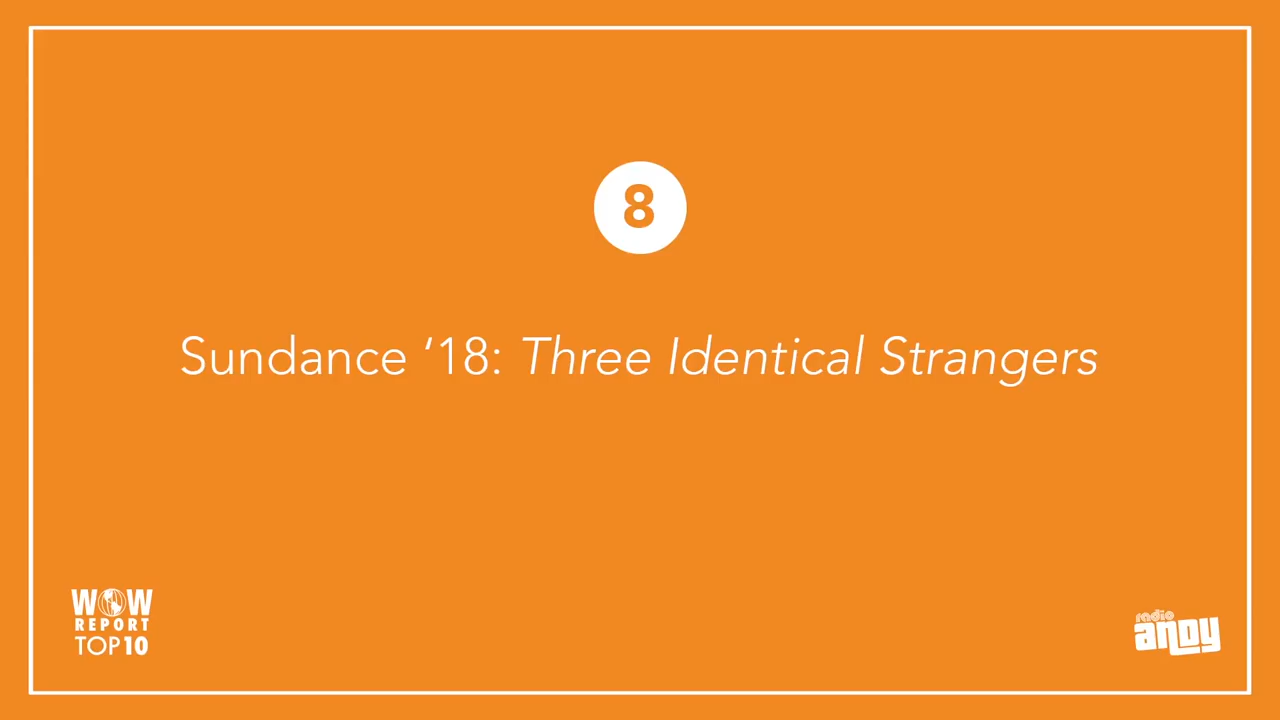 8
Sundance ‘18: Three Identical Strangers
WOW
REPORT
TOP10
radio
andy